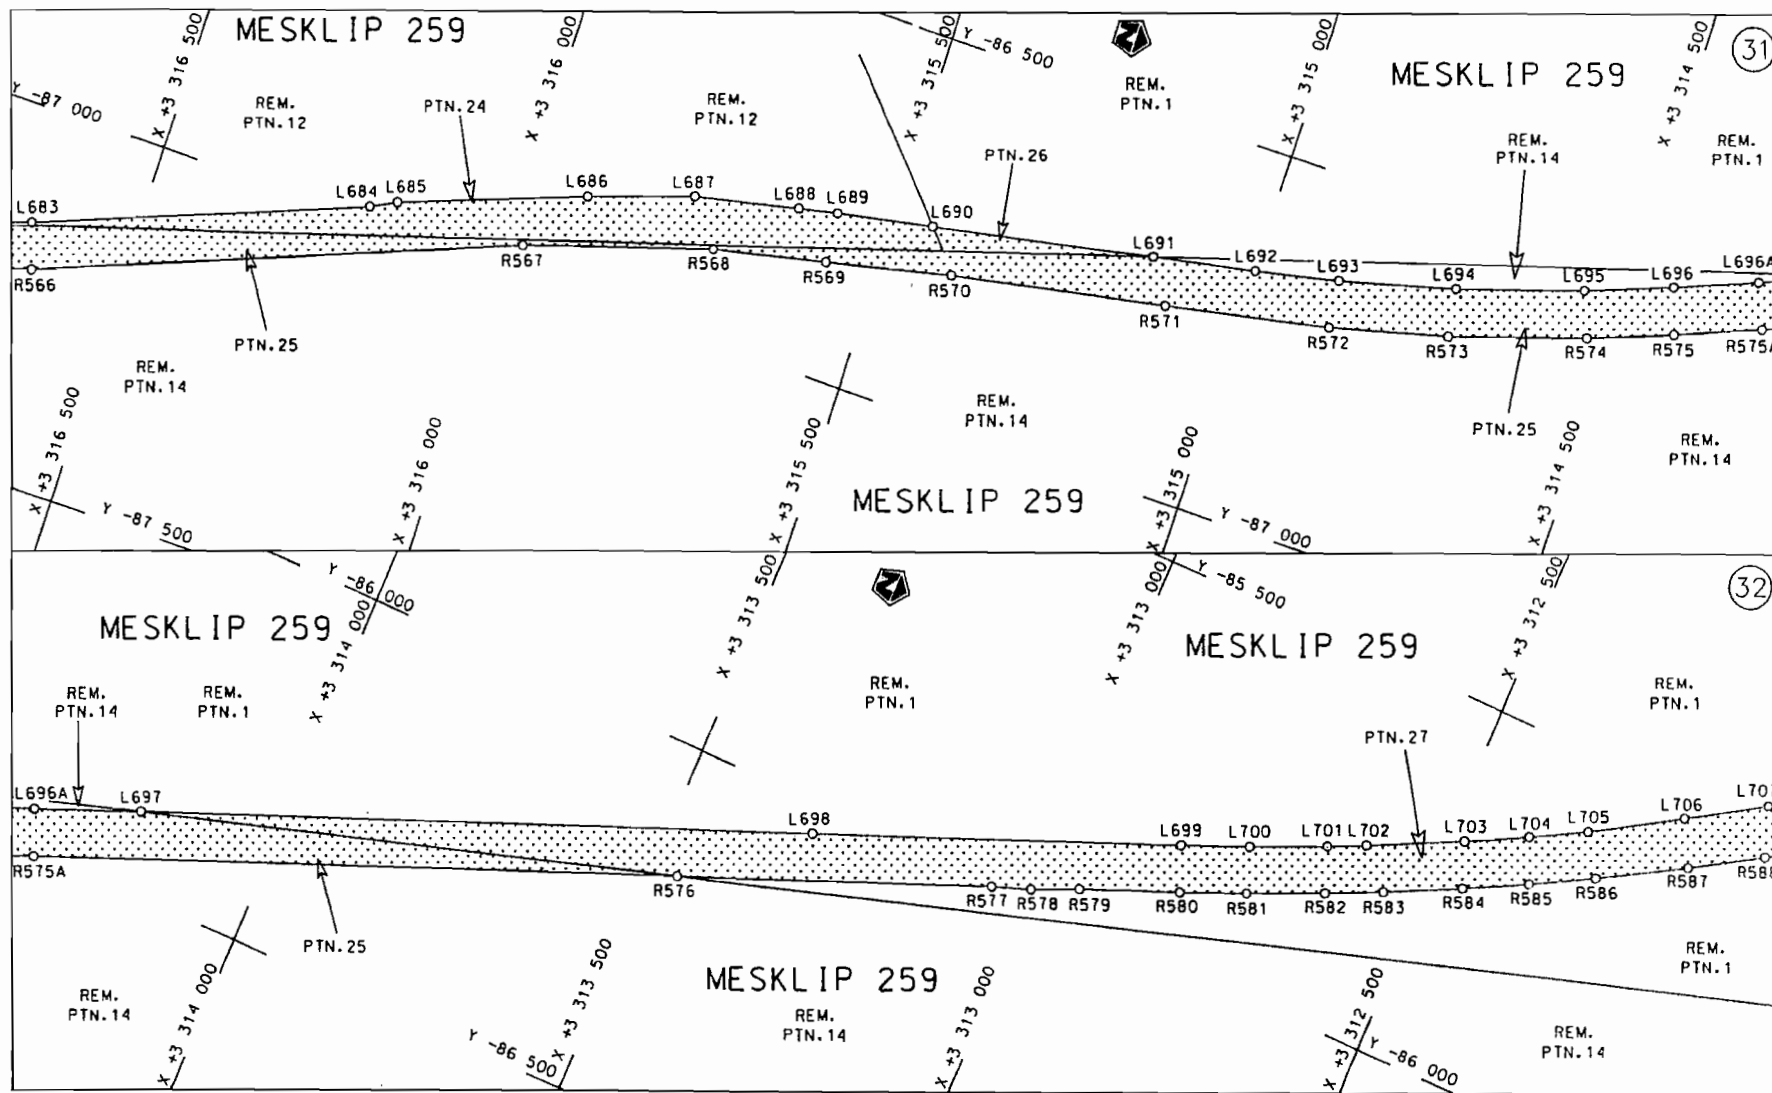 MESKLIP 259
X +3 316 500
X +3 316 000
X +3 315 500
Y -86 500
N
X +3 315 000
X +3 314 500
31
MESKLIP 259
Y -87 000
REM.
PTN.12
PTN.24
REM.
PTN.12
REM.
PTN.1
PTN.26
REM.
PTN.14
REM.
PTN.1
L683
L684
L685
L686
L687
L688
L689
L690
L691
L692
L693
L694
L695
L696
L696A
R566
R567
R568
R569
R570
R571
R572
R573
R574
R575
R575A
PTN.25
REM.
PTN.14
REM.
PTN.14
PTN.25
REM.
PTN.14
X +3 316 500
X +3 316 000
X +3 315 500
X +3 315 000
X +3 314 500
MESKLIP 259
Y -87 500
Y -87 000
Y -86 000
N
Y -85 500
32
MESKLIP 259
X +3 314 000
X +3 313 500
X +3 313 000
X +3 312 500
MESKLIP 259
REM.
PTN.14
REM.
PTN.1
REM.
PTN.1
REM.
PTN.1
PTN.27
L696A
L697
L698
L699
L700
L701
L702
L703
L704
L705
L706
L707
R575A
R576
R577
R578
R579
R580
R581
R582
R583
R584
R585
R586
R587
R588
PTN.25
REM.
PTN.1
MESKLIP 259
REM.
PTN.14
REM.
PTN.14
REM.
PTN.14
X +3 314 000
Y -86 500
X +3 313 500
X +3 313 000
X +3 312 500
Y -86 000